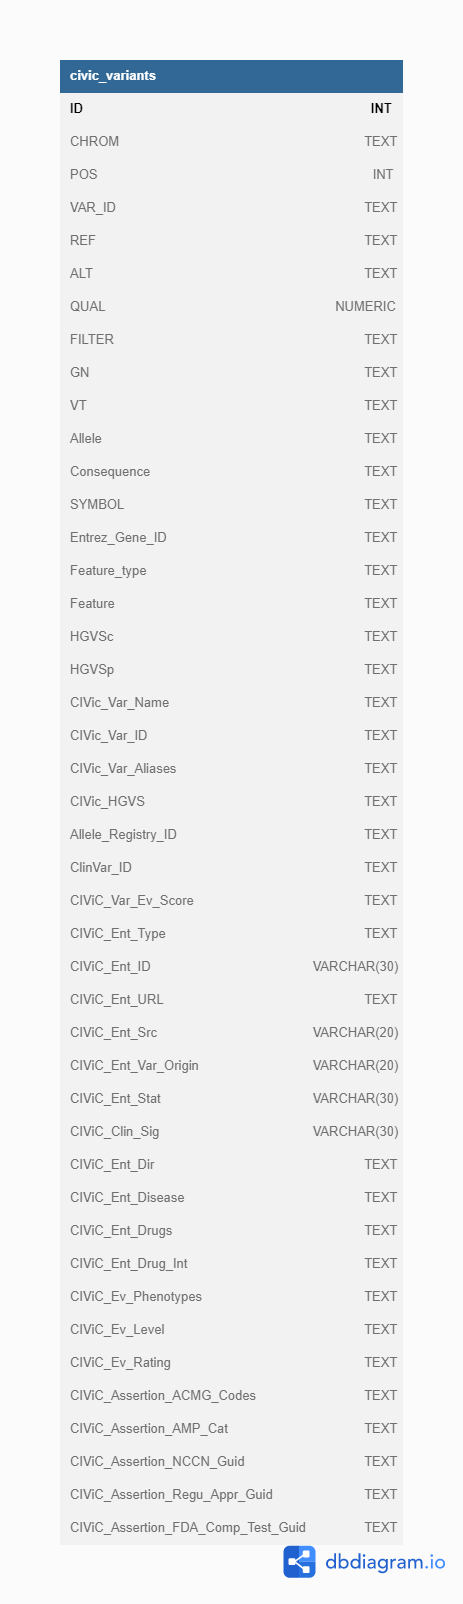 civic_variants
ID INT
CHROM TEXT
POS INT
VAR_ID TEXT
REF TEXT
ALT TEXT
QUAL NUMERIC
FILTER TEXT
GN TEXT
VT TEXT
Allele TEXT
Consequence TEXT
SYMBOL TEXT
Entrez_Gene_ID TEXT
Feature_type TEXT
Feature TEXT
HGVSc TEXT
HGVSp TEXT
CIVic_Var_Name TEXT
CIVic_Var_ID TEXT
CIVic_Var_Aliases TEXT
CIVic_HGVS TEXT
Allele_Registry_ID TEXT
ClinVar_ID TEXT
CIViC_Var_Ev_Score TEXT
CIViC_Ent_Type TEXT
CIViC_Ent_ID VARCHAR(30)
CIViC_Ent_URL TEXT
CIViC_Ent_Src VARCHAR(20)
CIViC_Ent_Var_Origin VARCHAR(20)
CIViC_Ent_Stat VARCHAR(30)
CIViC_Clin_Sig VARCHAR(30)
CIViC_Ent_Dir TEXT
CIViC_Ent_Disease TEXT
CIViC_Ent_Drugs TEXT
CIViC_Ent_Drug_Int TEXT
CIViC_Ev_Phenotypes TEXT
CIViC_Ev_Level TEXT
CIViC_Ev_Rating TEXT
CIViC_Assertion_ACMG_Codes TEXT
CIViC_Assertion_AMP_Cat TEXT
CIViC_Assertion_NCCN_Guid TEXT
CIViC_Assertion_Regu_Appr_Guid TEXT
CIViC_Assertion_FDA_Comp_Test_Guid TEXT
dbdiagram.io